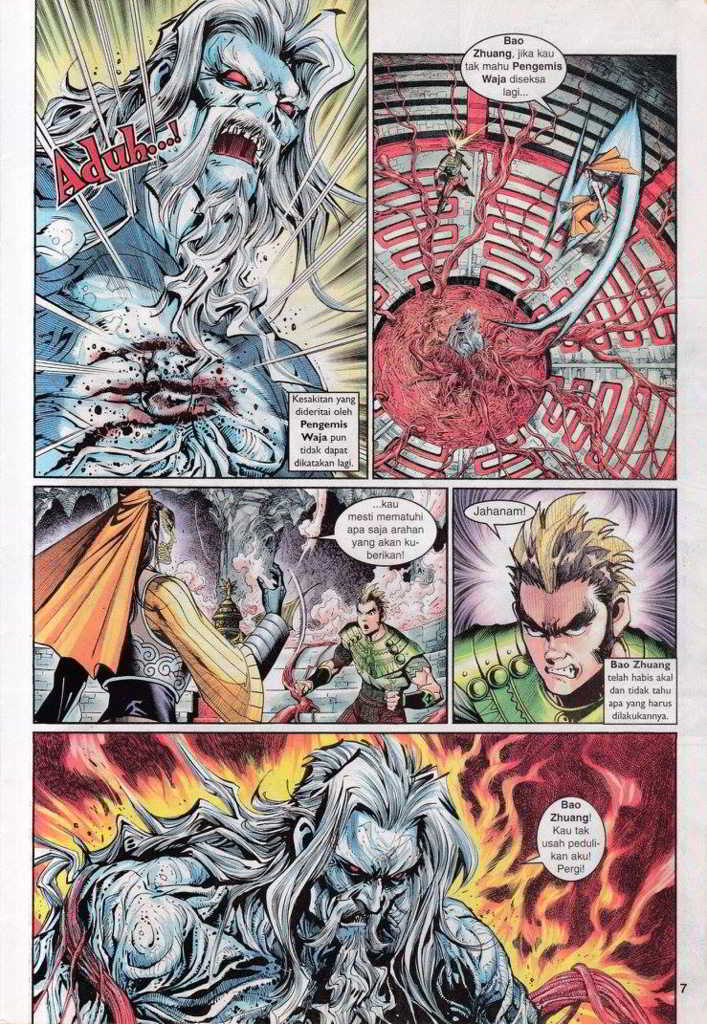 Aduh...!
Kesakitan yang
dideritai oleh
Pengemis
Waja pun
tidak dapat
dikatakan lagi.
Bao
Zhuang, jika kau
tak mahu Pengemis
Waja diseksa
lagi...
...kau
mesti mematuhi
apa saja arahan
yang akan ku-
berikan!
Jahanam!
Bao Zhuang
telah habis akal
dan tidak tahu
apa yang harus
dilakukannya.
Bao
Zhuang!
Kau tak
usah peduli-
kan aku!
Pergi!
7